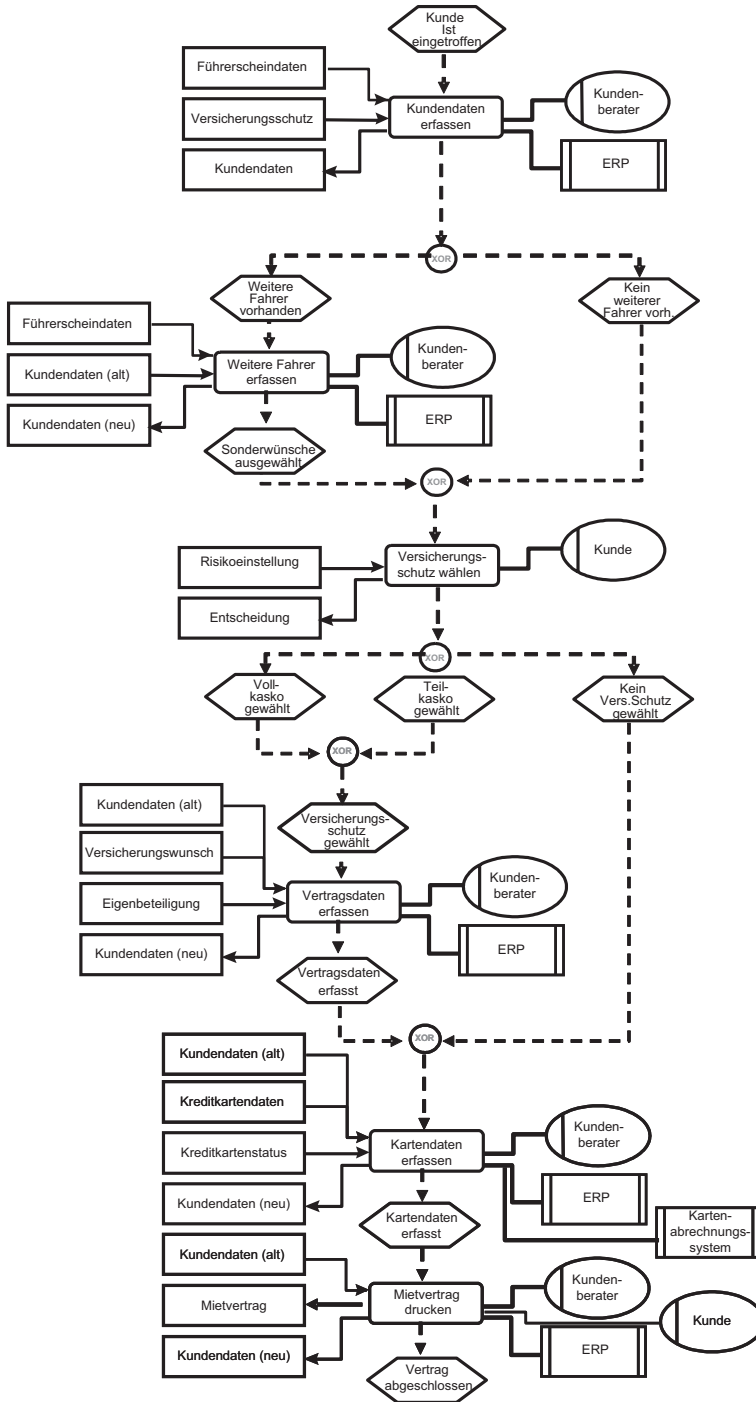 Kunde
Ist
eingetroffen
Führerscheindaten
Versicherungsschutz
Kundendaten
Kundendaten
erfassen
Kunden-
berater
ERP
XOR
Weitere
Fahrer
vorhanden
Kein
weiterer
Fahrer vorh.
Führerscheindaten
Kundendaten (alt)
Kundendaten (neu)
Weitere Fahrer
erfassen
Kunden-
berater
ERP
Sonderwünsche
ausgewählt
XOR
Risikoeinstellung
Entscheidung
Versicherungs-
schutz wählen
Kunde
XOR
Voll-
kasko
gewählt
Teil-
kasko
gewählt
Kein
Vers.Schutz
gewählt
XOR
Kundendaten (alt)
Versicherungswunsch
Eigenbeteiligung
Kundendaten (neu)
Versicherungs-
schutz
gewählt
Vertragsdaten
erfassen
Kunden-
berater
ERP
Vertragsdaten
erfasst
XOR
Kundendaten (alt)
Kreditkartendaten
Kreditkartenstatus
Kundendaten (neu)
Kartendaten
erfassen
Kunden-
berater
ERP
Karten-
abrechnungs-
system
Kartendaten
erfasst
Kundendaten (alt)
Mietvertrag
Kundendaten (neu)
Mietvertrag
drucken
Kunden-
berater
Kunde
ERP
Vertrag
abgeschlossen